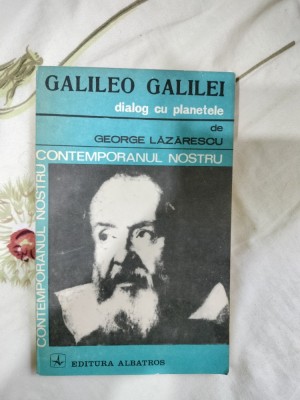 GALILEO GALILEI
dialog cu planetele
de
GEORGE LĂZĂRESCU
CONTEMPORANUL NOSTRU
CONTEMPORANUL NOSTRU
EDITURA ALBATROS